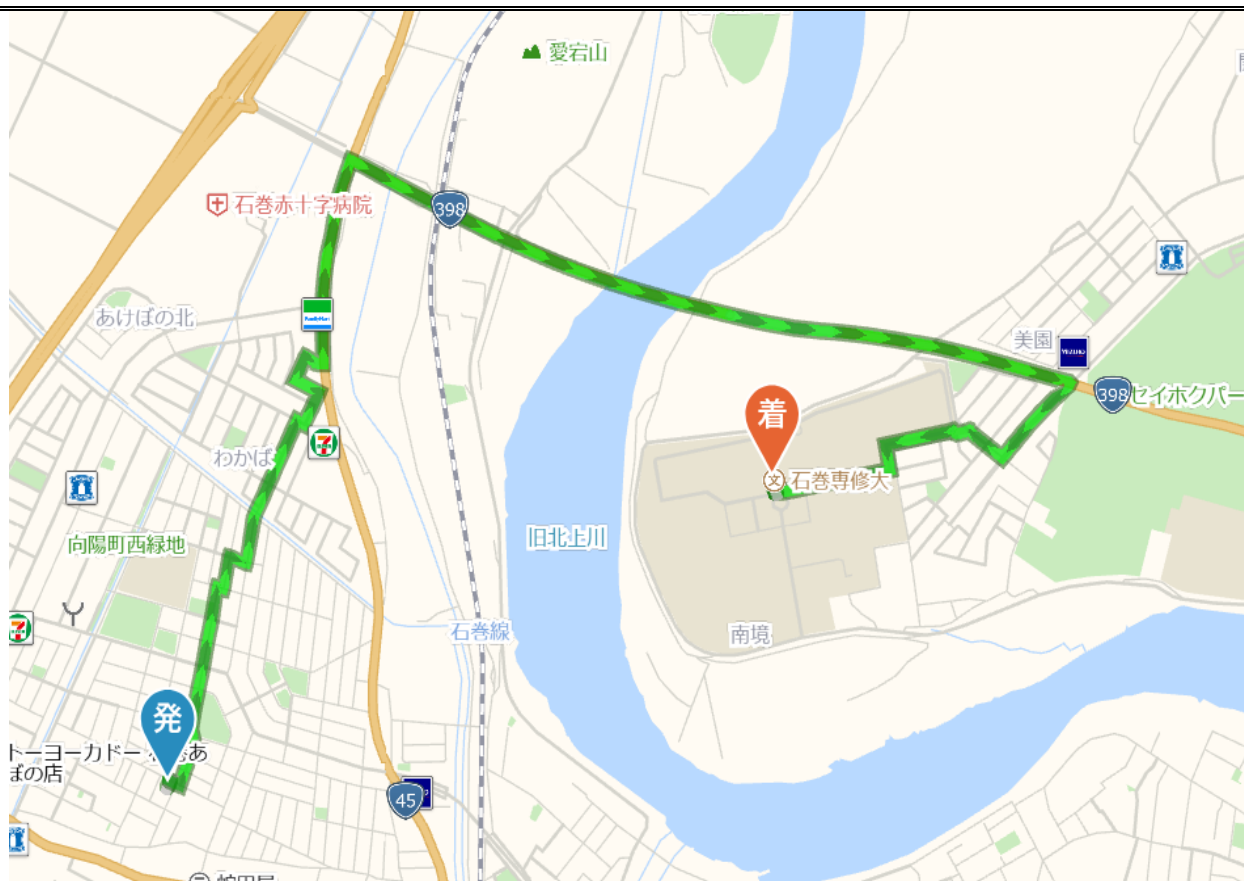 愛宕山
石巻赤十字病院
398
あけぼの北
FamilyMart
美園
398
セイホクパー
着
わかば
石巻専修大
文
旧北上川
向陽町西緑地
石巻線
南境
発
トーヨーカドー
あ
ぼの店
45